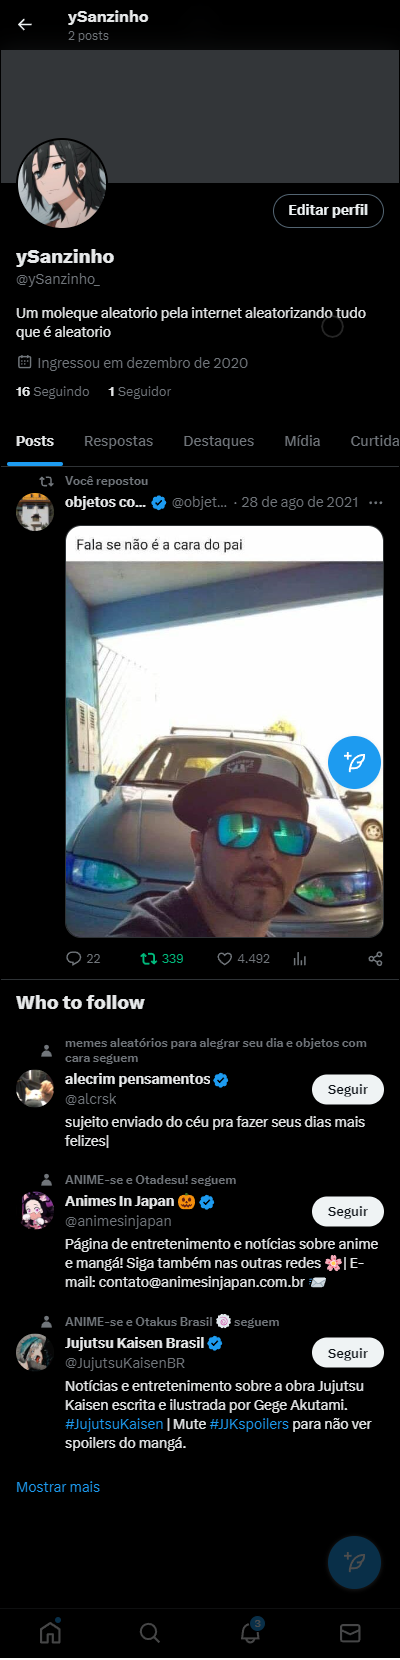 ySanzinho
2 posts
Editar perfil
ySanzinho
@ySanzinho_
Um moleque aleatorio pela internet aleatorizando tudo
que é aleatorio
Ingressou em dezembro de 2020
16 Seguindo 1 Seguidor
Posts Respostas Destaques Mídia Curtida
Você repostou
objetos co... @objet... · 28 de ago de 2021
Fala se não é a cara do pai
22 339 4.492
Who to follow
memes aleatórios para alegrar seu dia e objetos com
cara seguem
alecrim pensamentos
@alcrsk
Seguir
sujeito enviado do céu pra fazer seus dias mais
felizes|
ANIME-se e Otadesu! seguem
Animes In Japan 🎃
@animesinjapan
Seguir
Página de entretenimento e notícias sobre anime
e mangá! Siga também nas outras redes 🌸| E-
mail: contato@animesinjapan.com.br 📨
ANIME-se e Otakus Brasil 🍥 seguem
Jujutsu Kaisen Brasil
@JujutsuKaisenBR
Seguir
Notícias e entretenimento sobre a obra Jujutsu
Kaisen escrita e ilustrada por Gege Akutami.
#JujutsuKaisen | Mute #JJKspoilers para não ver
spoilers do mangá.
Mostrar mais
3